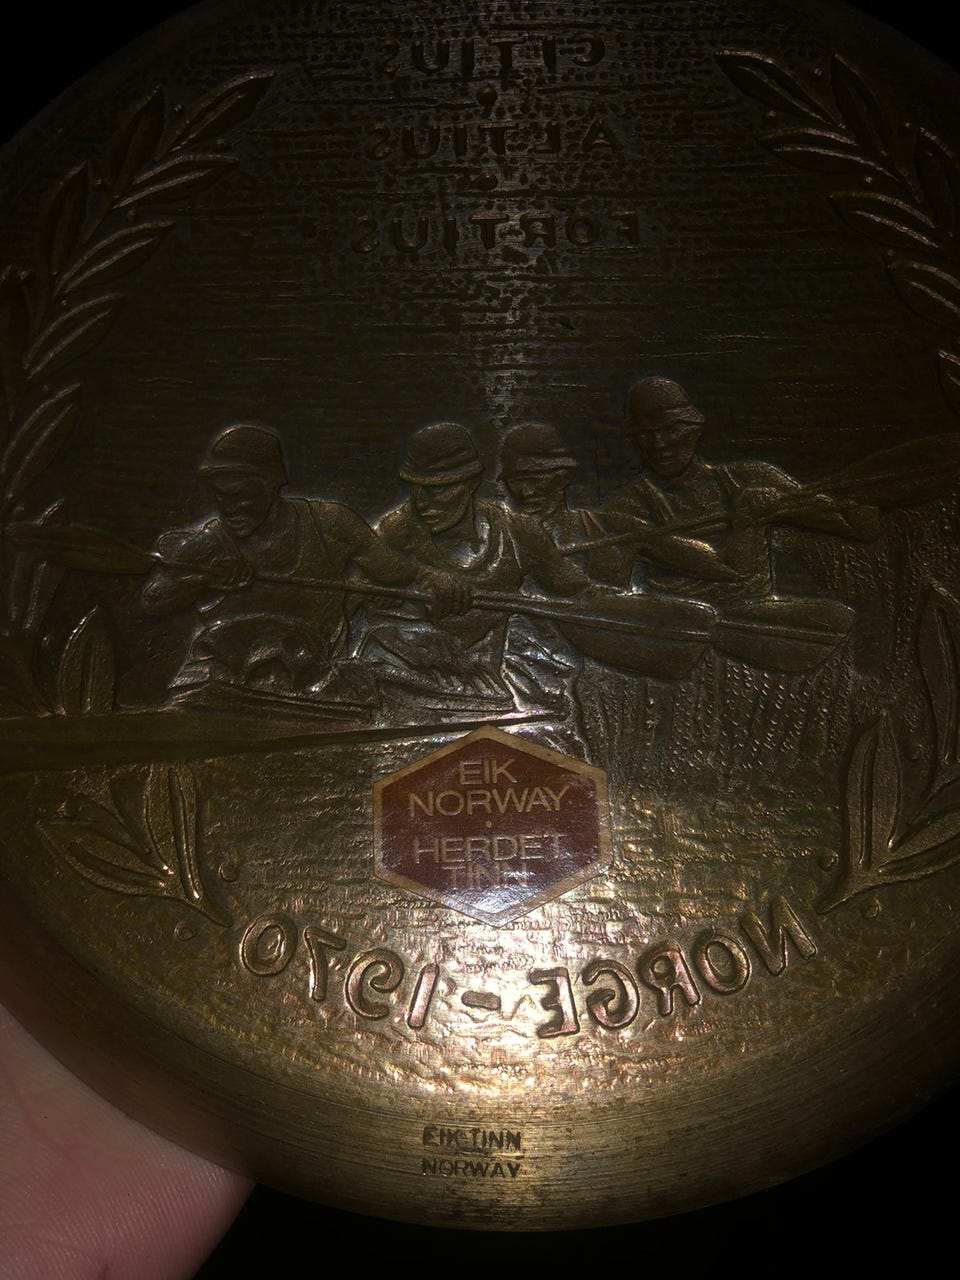 CITIUS
ALTIUS
FORTIUS
EIK
NORWAY
HERDET
TINN
NORGE - 1970
EIK-TINN
NORWAY